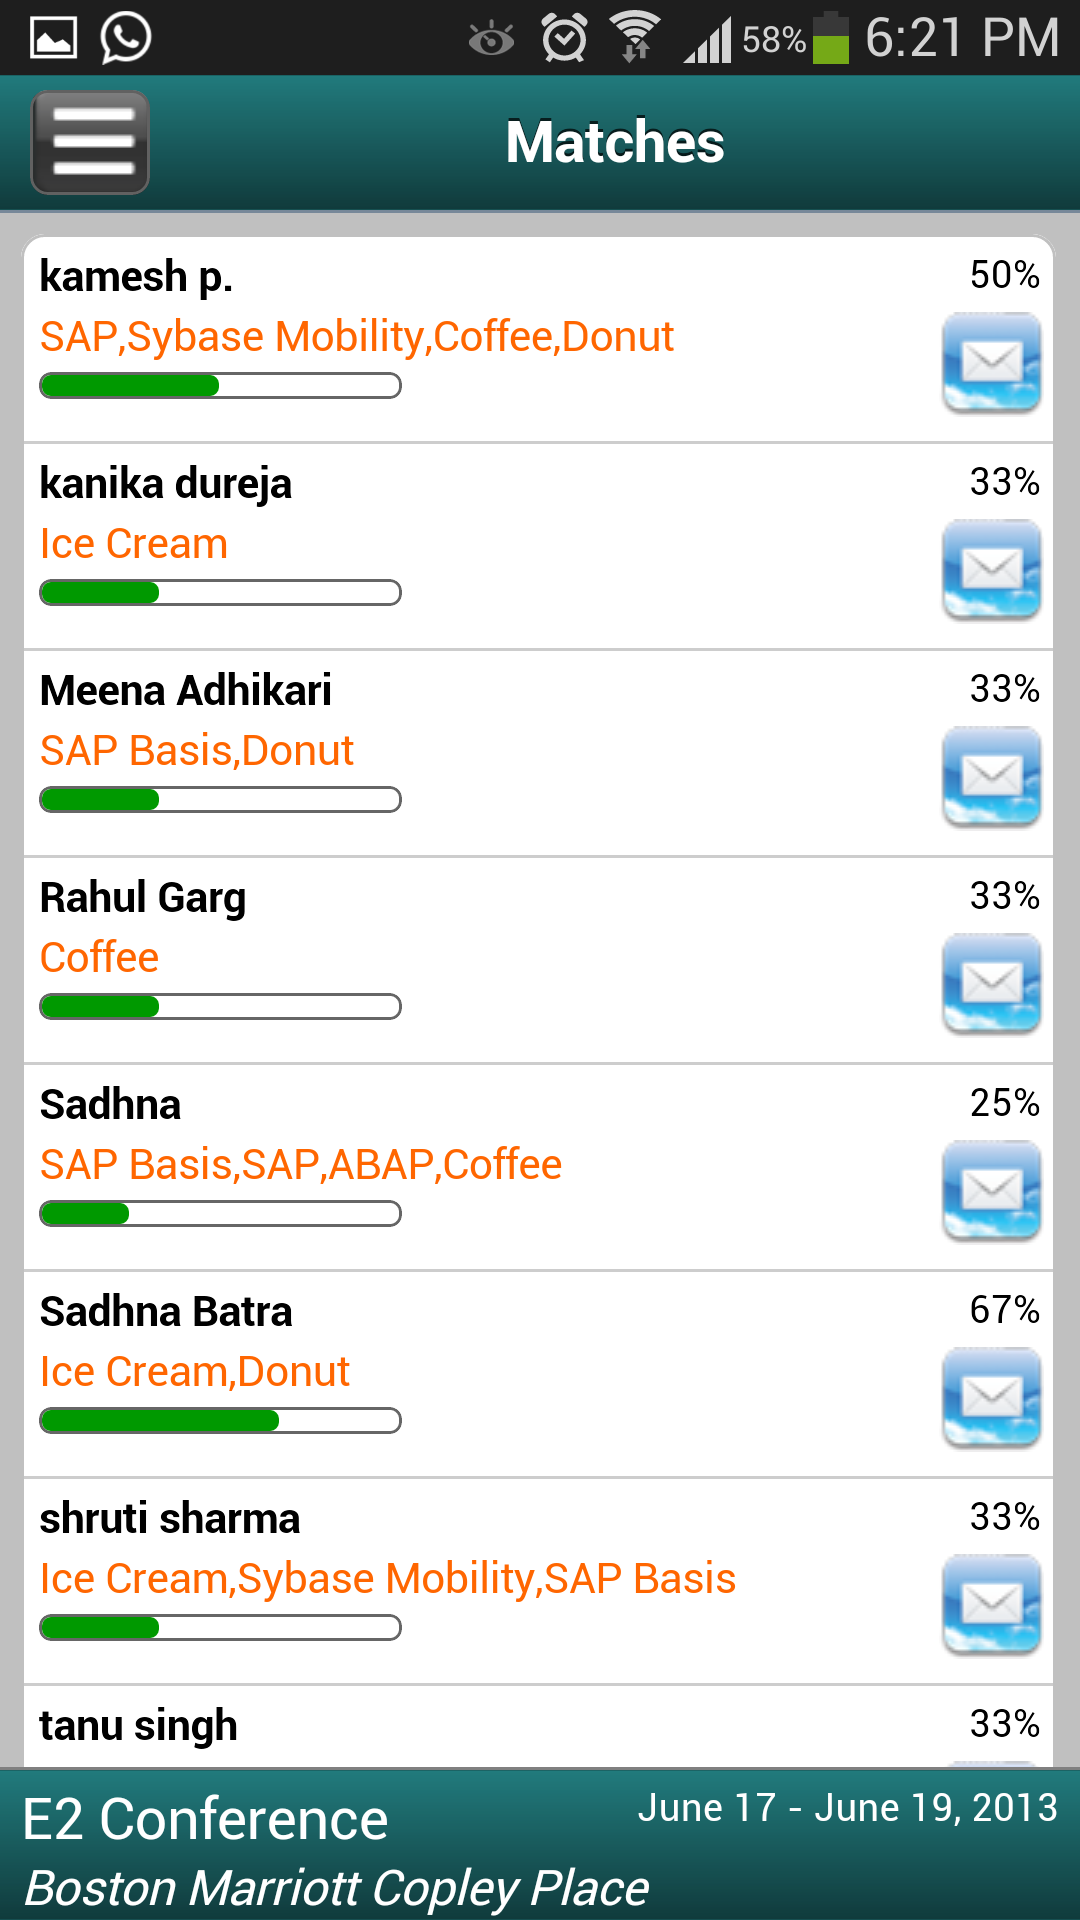 58% 6:21 PM
Matches
kamesh p. 50%
SAP,Sybase Mobility,Coffee,Donut
kanika dureja 33%
Ice Cream
Meena Adhikari 33%
SAP Basis,Donut
Rahul Garg 33%
Coffee
Sadhna 25%
SAP Basis,SAP,ABAP,Coffee
Sadhna Batra 67%
Ice Cream,Donut
shruti sharma 33%
Ice Cream,Sybase Mobility,SAP Basis
tanu singh 33%
E2 Conference June 17 - June 19, 2013
Boston Marriott Copley Place